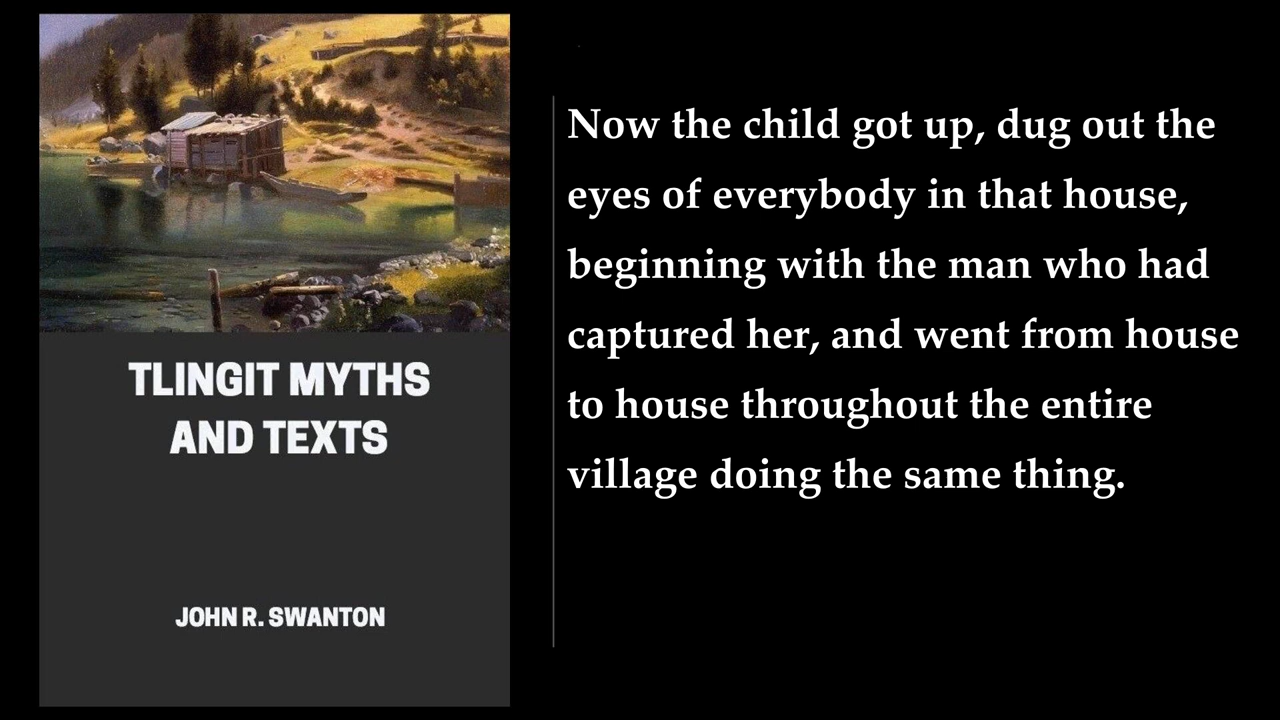 TLINGIT MYTHS
AND TEXTS
JOHN R. SWANTON
Now the child got up, dug out the
eyes of everybody in that house,
beginning with the man who had
captured her, and went from house
to house throughout the entire
village doing the same thing.